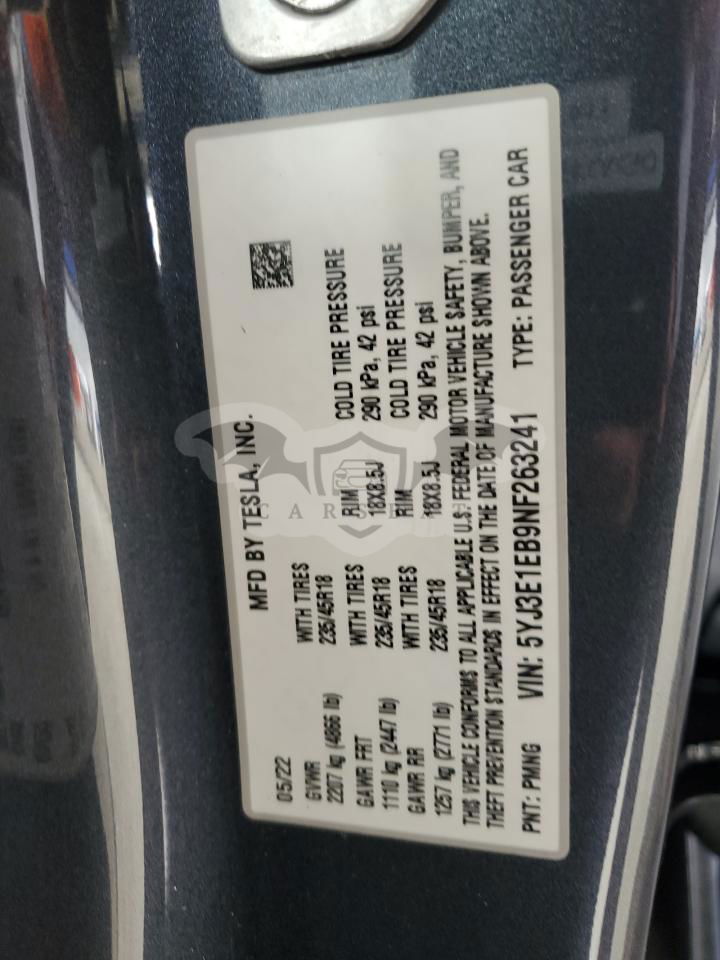 MFD BY TESLA, INC.
05/22
GVWR
2207 kg (4866 lb)
WITH TIRES
235/45R18
RIM
18X8.5J
COLD TIRE PRESSURE
290 kPa, 42 psi
GAWR FRT
1110 kg (2447 lb)
WITH TIRES
235/45R18
RIM
18X8.5J
COLD TIRE PRESSURE
290 kPa, 42 psi
GAWR RR
1257 kg (2771 lb)
WITH TIRES
235/45R18
THIS VEHICLE CONFORMS TO ALL APPLICABLE U.S. FEDERAL MOTOR VEHICLE SAFETY, BUMPER, AND
THEFT PREVENTION STANDARDS IN EFFECT ON THE DATE OF MANUFACTURE SHOWN ABOVE.
PNT: PMNG VIN: 5YJ3E1EB9NF263241 TYPE: PASSENGER CAR